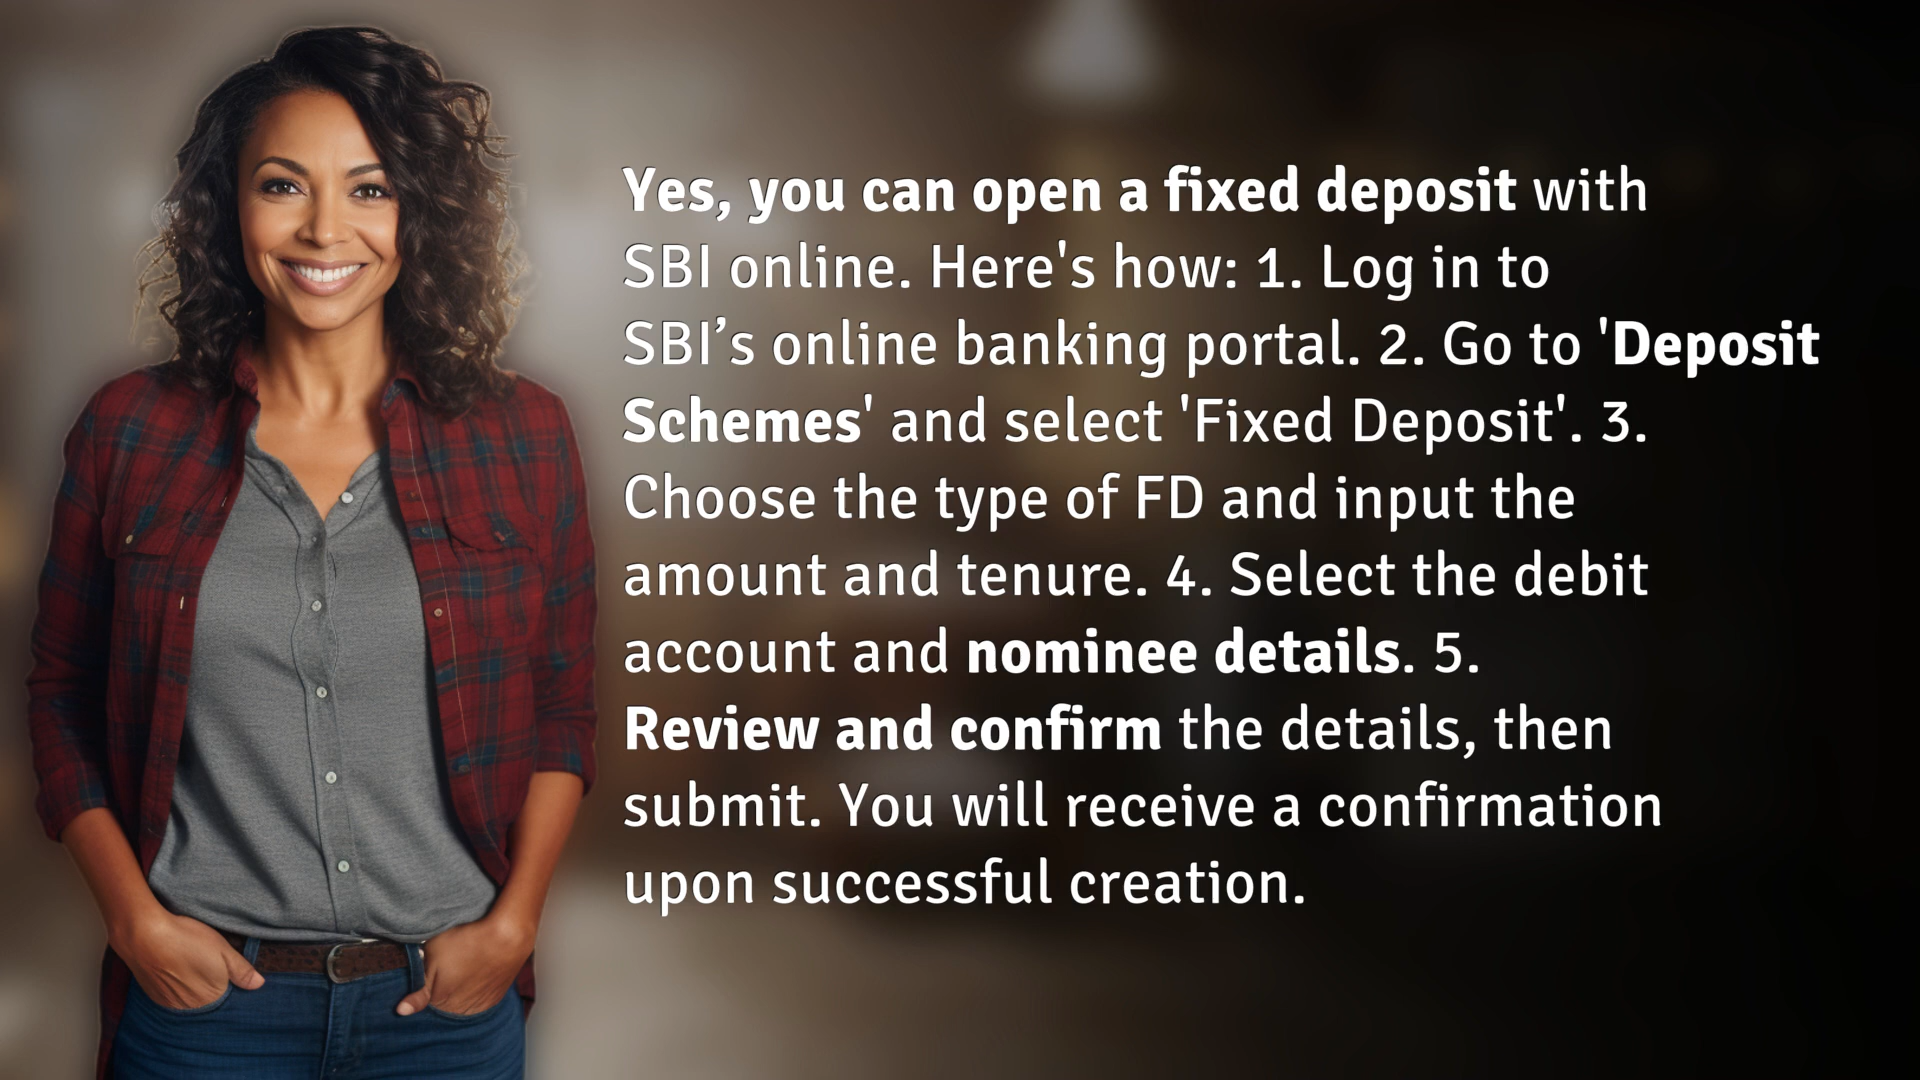 Yes, you can open a fixed deposit with
SBI online. Here's how: 1. Log in to
SBI’s online banking portal. 2. Go to 'Deposit
Schemes' and select 'Fixed Deposit'. 3.
Choose the type of FD and input the
amount and tenure. 4. Select the debit
account and nominee details. 5.
Review and confirm the details, then
submit. You will receive a confirmation
upon successful creation.